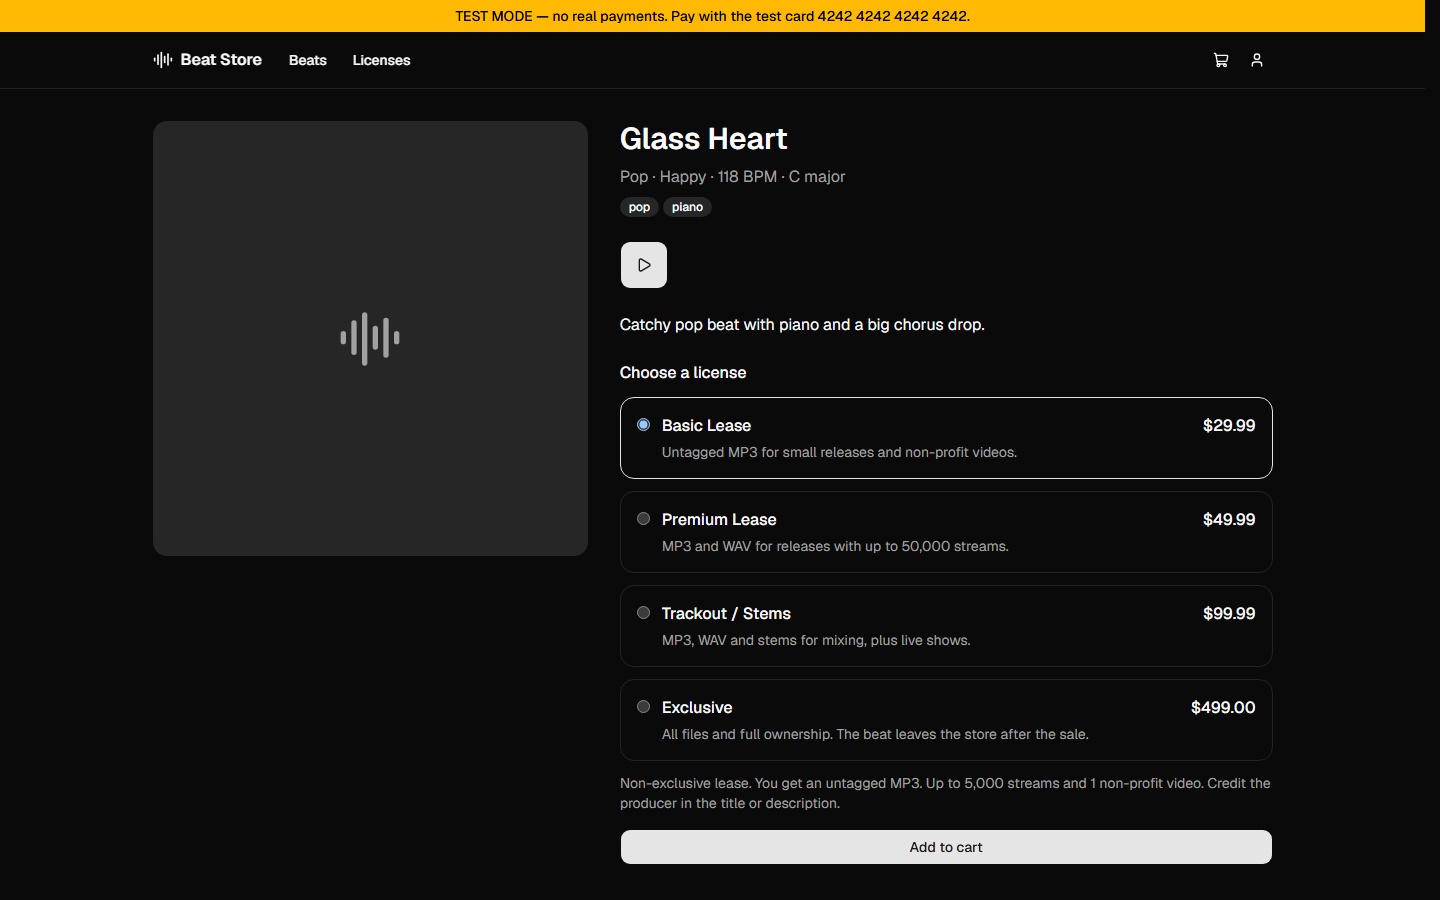 TEST MODE — no real payments. Pay with the test card 4242 4242 4242 4242.
Beat Store
Beats
Licenses
Glass Heart
Pop · Happy · 118 BPM · C major
pop
piano
Catchy pop beat with piano and a big chorus drop.
Choose a license
Basic Lease
$29.99
Untagged MP3 for small releases and non-profit videos.
Premium Lease
$49.99
MP3 and WAV for releases with up to 50,000 streams.
Trackout / Stems
$99.99
MP3, WAV and stems for mixing, plus live shows.
Exclusive
$499.00
All files and full ownership. The beat leaves the store after the sale.
Non-exclusive lease. You get an untagged MP3. Up to 5,000 streams and 1 non-profit video. Credit the
producer in the title or description.
Add to cart